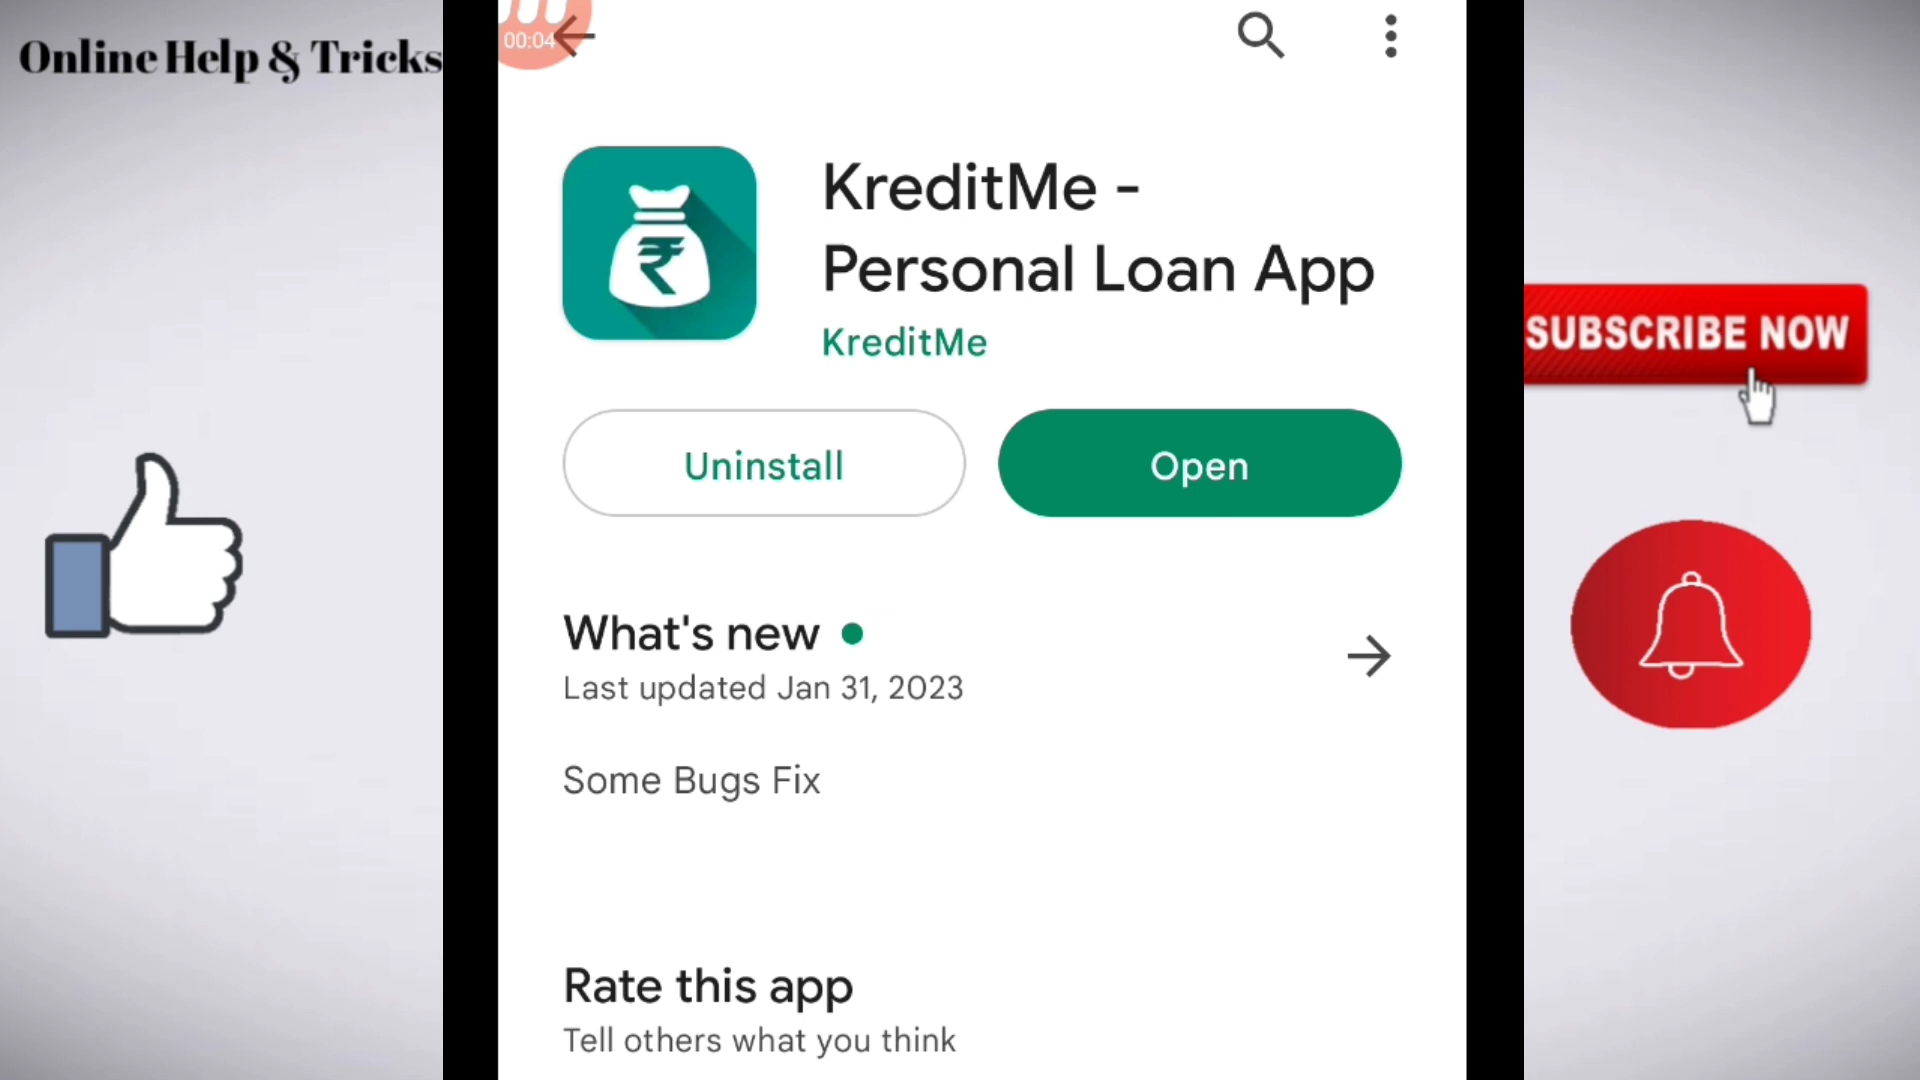 Online Help & Tricks
00:04
KreditMe -
Personal Loan App
KreditMe
Uninstall
Open
SUBSCRIBE NOW
What's new
Last updated Jan 31, 2023
Some Bugs Fix
Rate this app
Tell others what you think